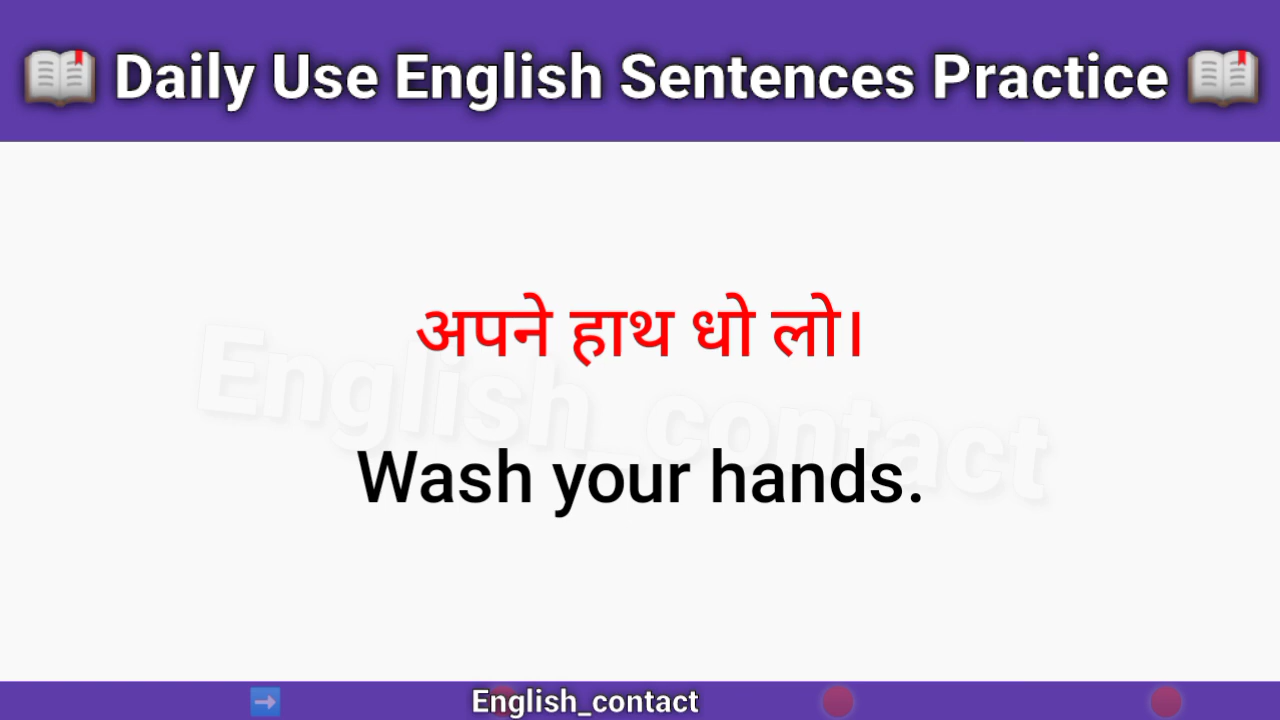 📖 Daily Use English Sentences Practice 📖
अपने हाथ धो लो।
English_contact
Wash your hands.
➡️ English_contact